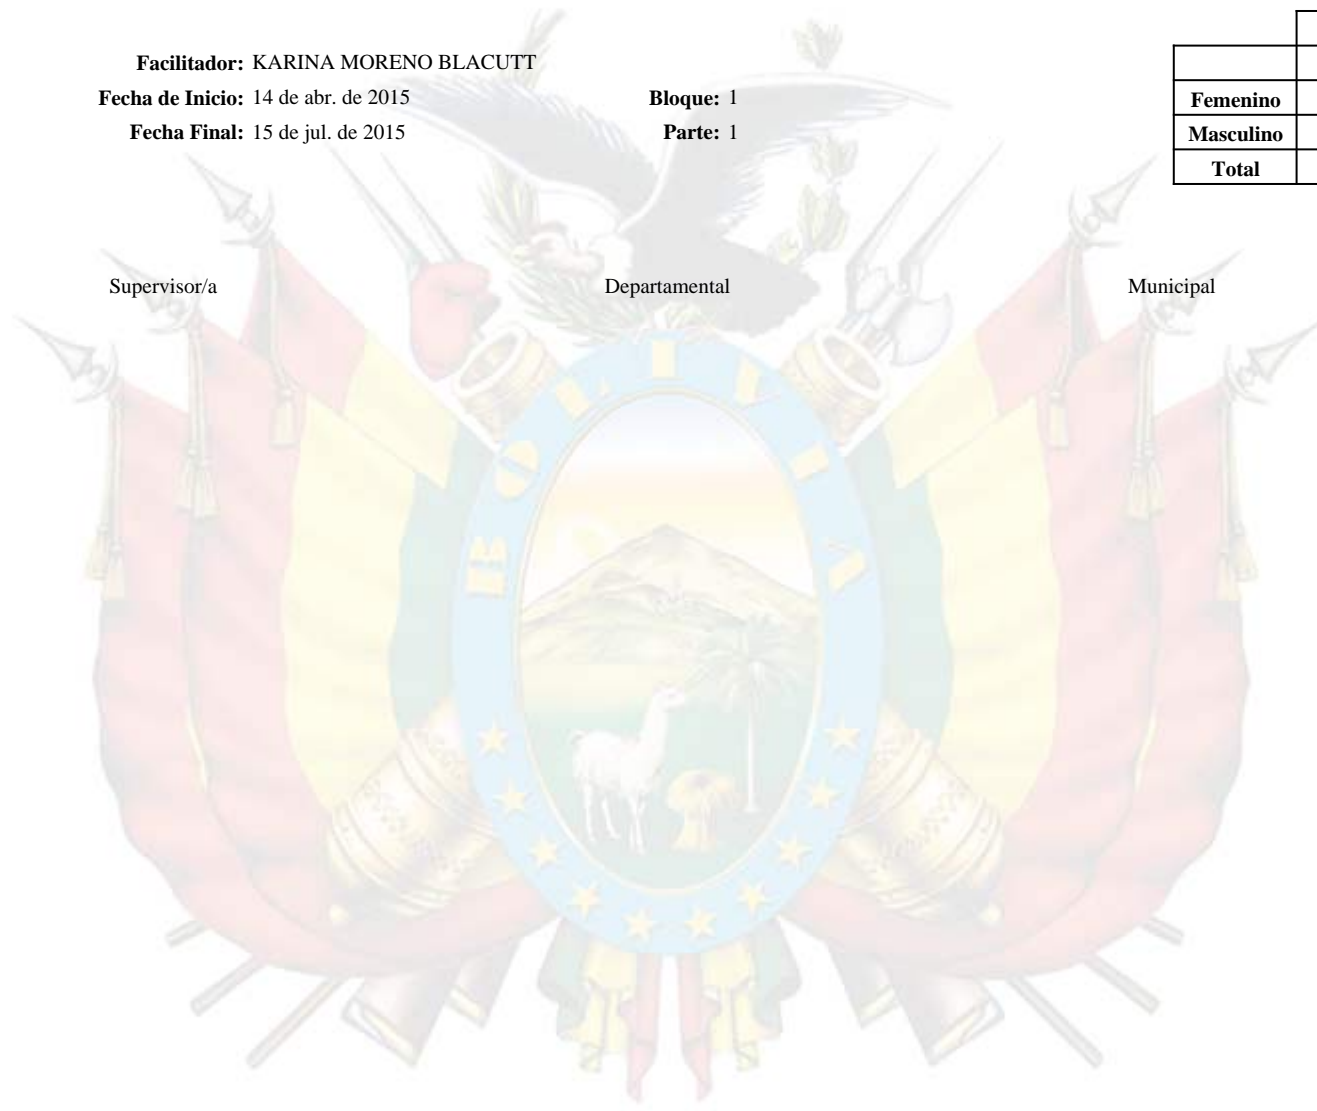 Facilitador: KARINA MORENO BLACUTT
Fecha de Inicio: 14 de abr. de 2015 Bloque: 1
Fecha Final: 15 de jul. de 2015 Parte: 1
Femenino
Masculino
Total
Supervisor/a Departamental Municipal
BOLIVIA